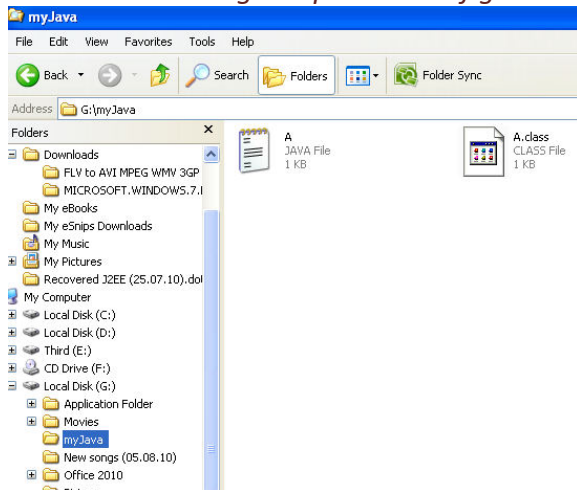 myJava
File Edit View Favorites Tools Help
Back Search Folders Folder Sync
Address G:\myJava
Folders x
Downloads
FLV to AVI MPEG WMV 3GP
MICROSOFT.WINDOWS.7.
My eBooks
My eSnips Downloads
My Music
My Pictures
Recovered J2EE (25.07.10).do
My Computer
Local Disk (C:)
Local Disk (D:)
Third (E:)
CD Drive (F:)
Local Disk (G:)
Application Folder
Movies
myJava
New songs (05.08.10)
Office 2010
A
JAVA File
1 KB
A.class
CLASS File
1 KB